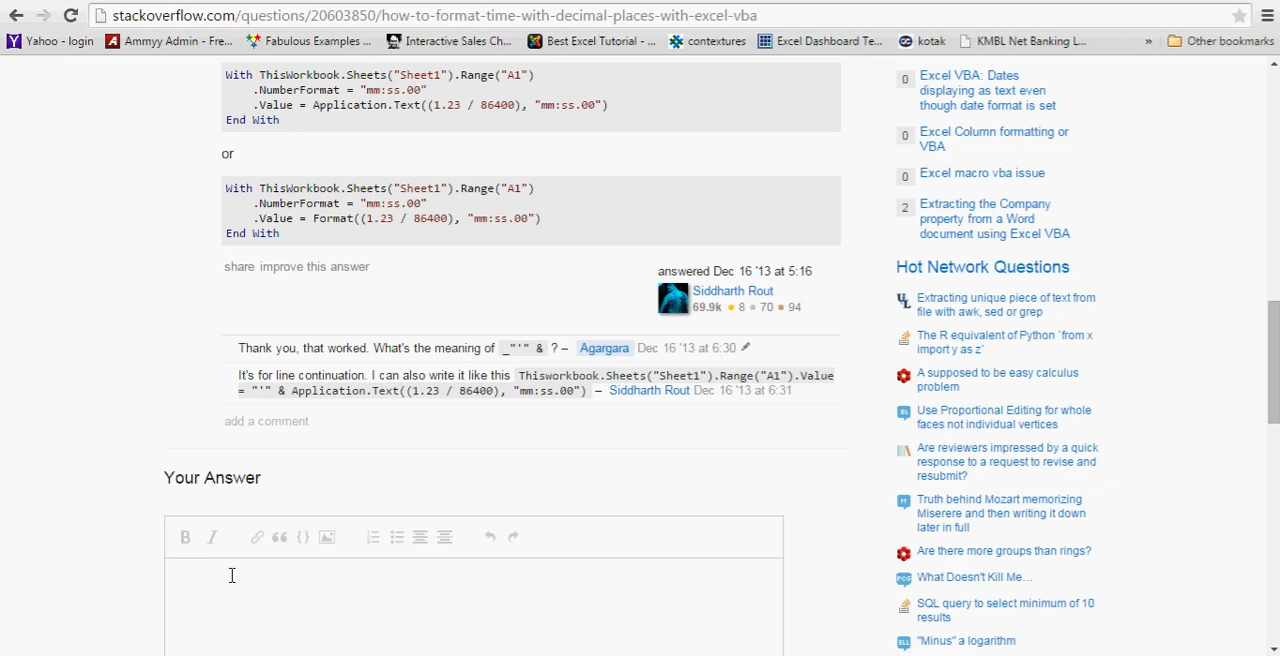 stackoverflow.com/questions/20603850/how-to-format-time-with-decimal-places-with-excel-vba
Yahoo - login
Ammyy Admin - Fre...
Fabulous Examples ...
Interactive Sales Ch...
Best Excel Tutorial - ...
contextures
Excel Dashboard Te...
kotak
KMBL Net Banking L...
»
Other bookmarks
With ThisWorkbook.Sheets("Sheet1").Range("A1")
.NumberFormat = "mm:ss.00"
.Value = Application.Text((1.23 / 86400), "mm:ss.00")
End With
or
With ThisWorkbook.Sheets("Sheet1").Range("A1")
.NumberFormat = "mm:ss.00"
.Value = Format((1.23 / 86400), "mm:ss.00")
End With
share improve this answer
answered Dec 16 '13 at 5:16
Siddharth Rout
69.9k 8 70 94
Thank you, that worked. What's the meaning of _"'" & ? – Agargara Dec 16 '13 at 6:30
It's for line continuation. I can also write it like this Thisworkbook.Sheets("Sheet1").Range("A1").Value
= "'" & Application.Text((1.23 / 86400), "mm:ss.00") – Siddharth Rout Dec 16 '13 at 6:31
add a comment
Your Answer
B I
0 Excel VBA: Dates
displaying as text even
though date format is set
0 Excel Column formatting or
VBA
0 Excel macro vba issue
2 Extracting the Company
property from a Word
document using Excel VBA
Hot Network Questions
Extracting unique piece of text from
file with awk, sed or grep
The R equivalent of Python `from x
import y as z`
A supposed to be easy calculus
problem
Use Proportional Editing for whole
faces not individual vertices
Are reviewers impressed by a quick
response to a request to revise and
resubmit?
Truth behind Mozart memorizing
Miserere and then writing it down
later in full
Are there more groups than rings?
What Doesn't Kill Me…
SQL query to select minimum of 10
results
"Minus" a logarithm